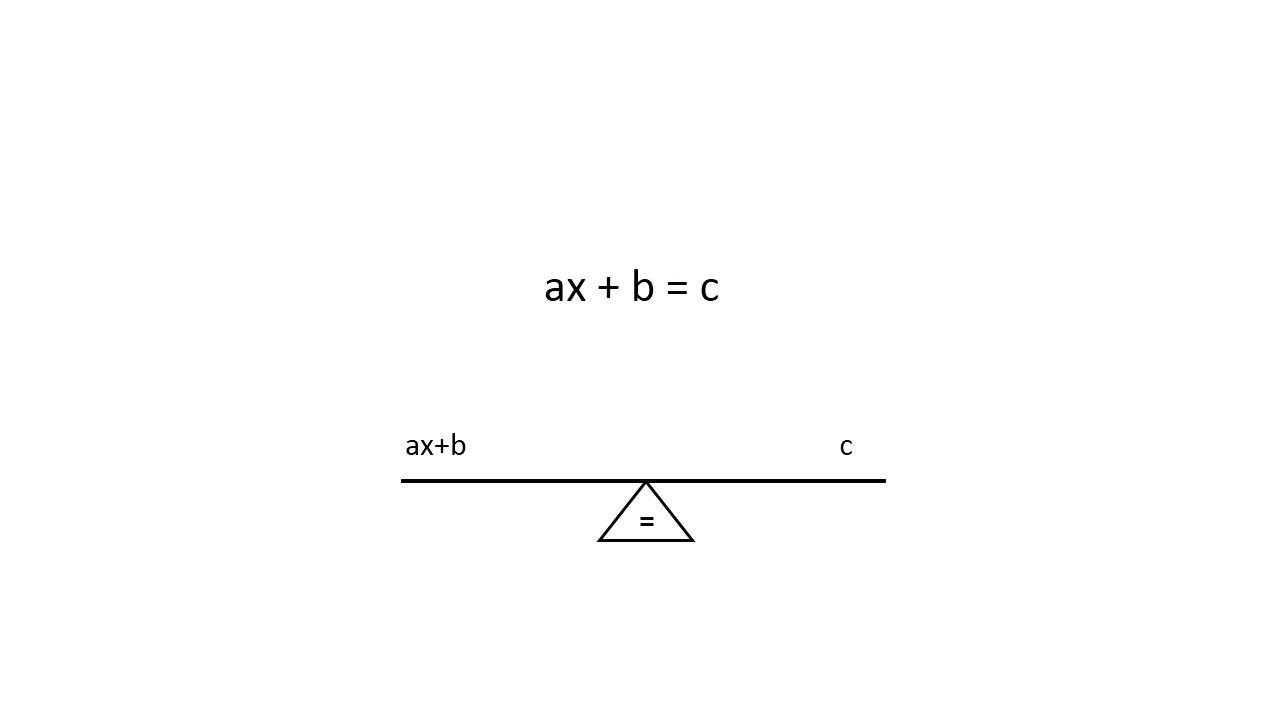 ax + b = c
ax+b c
=